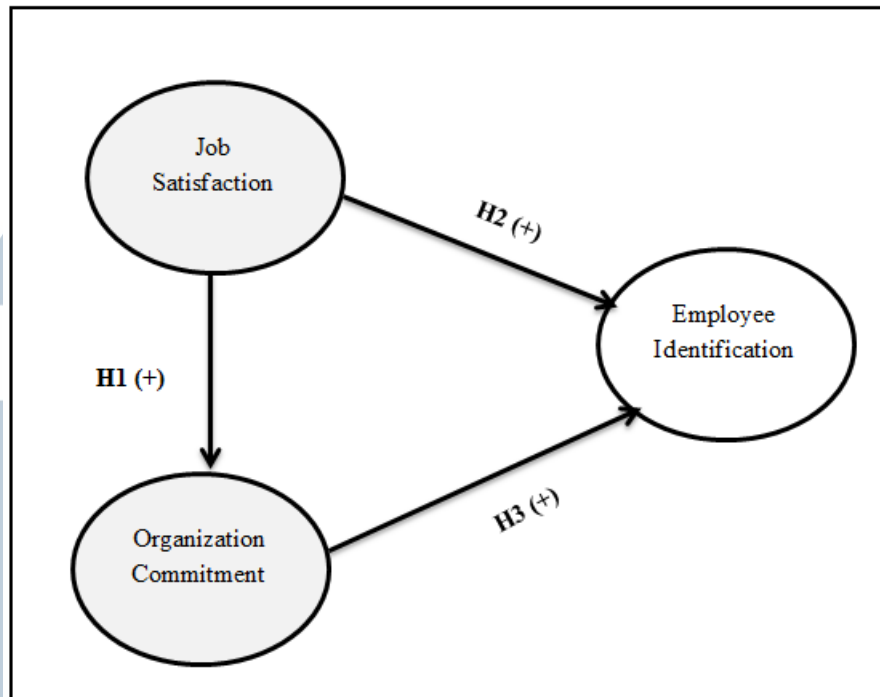 Job
Satisfaction
H2 (+)
Employee
Identification
H1 (+)
H3 (+)
Organization
Commitment